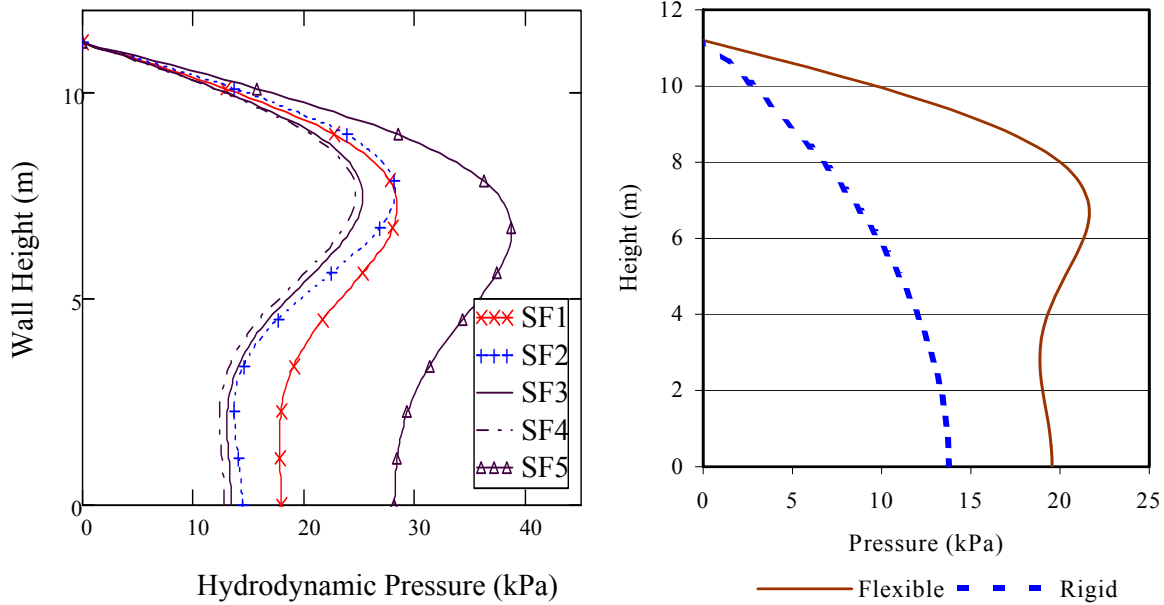 10
5
0
0
10
20
30
40
Wall Height (m)
Hydrodynamic Pressure (kPa)
SF1
SF2
SF3
SF4
SF5
12
10
8
6
4
2
0
0
5
10
15
20
25
Height (m)
Pressure (kPa)
Flexible
Rigid